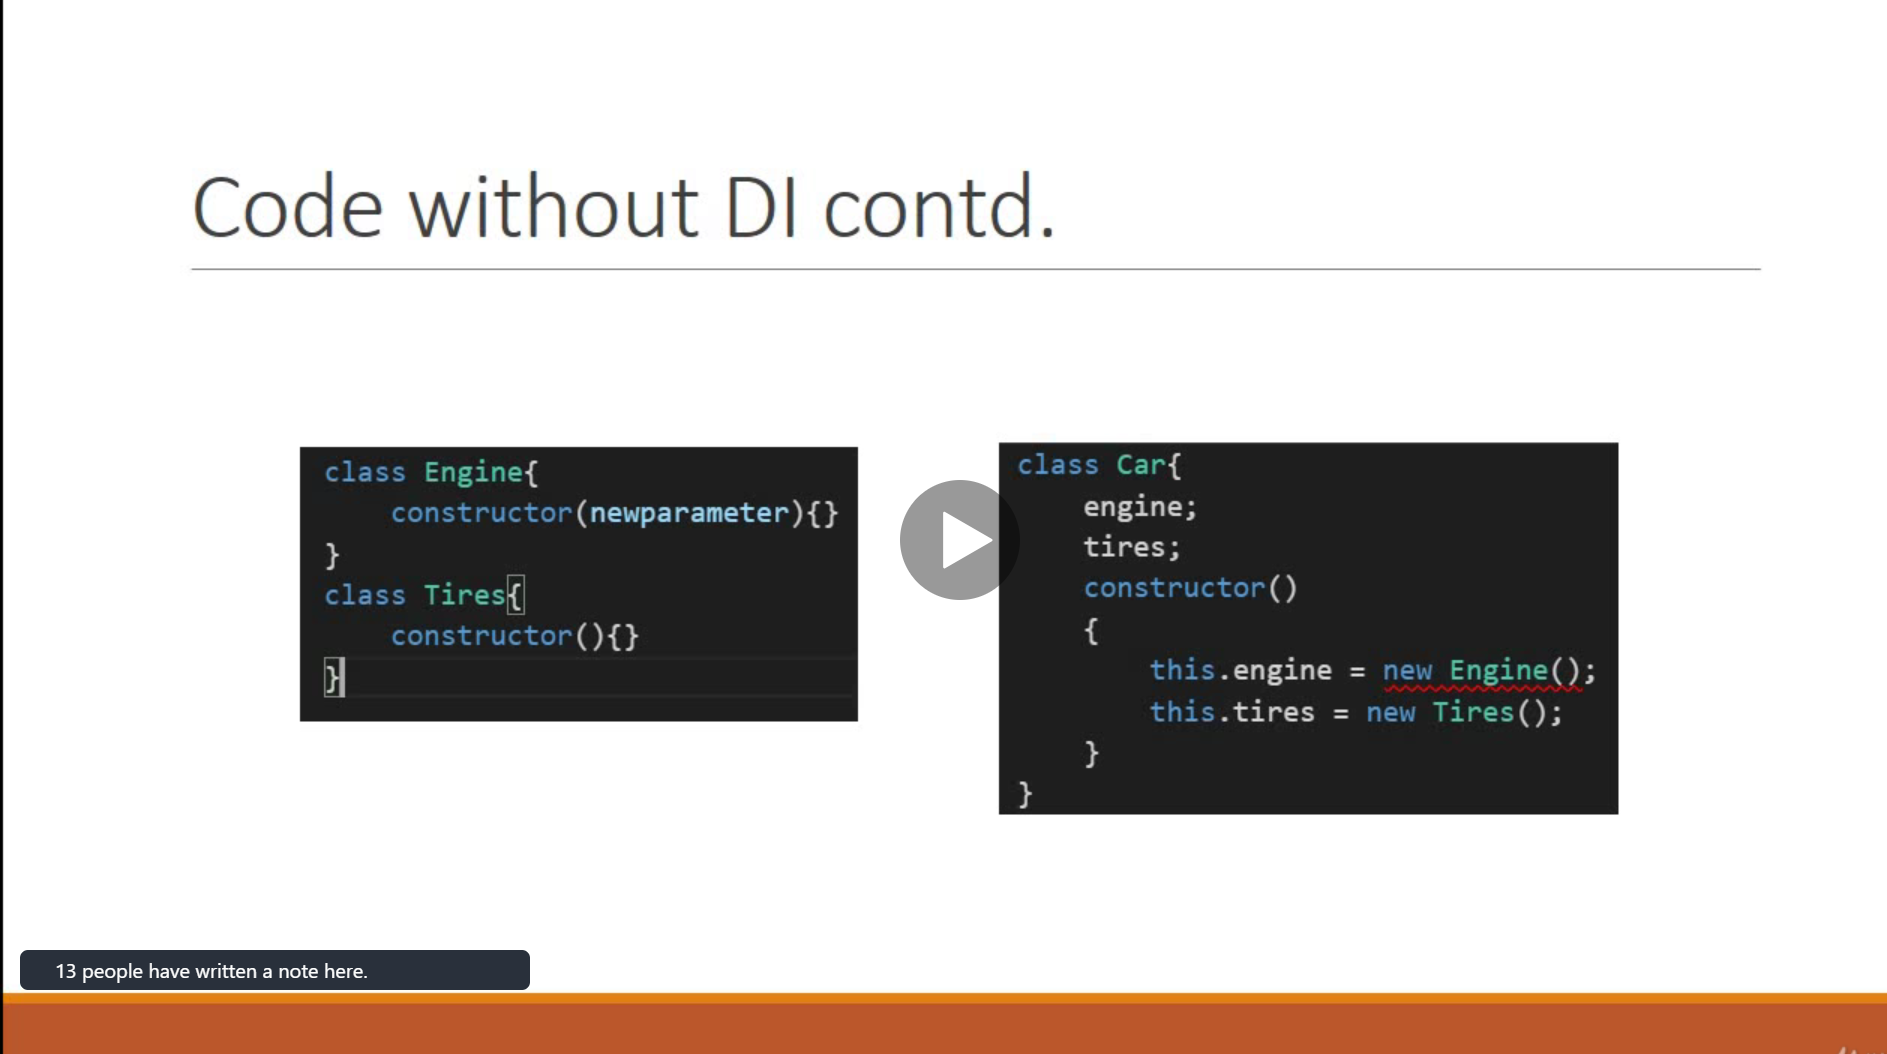 Code without DI contd.
class Engine{
constructor(newparameter){}
}
class Tires{
constructor(){}
}
class Car{
engine;
tires;
constructor()
{
this.engine = new Engine();
this.tires = new Tires();
}
}
13 people have written a note here.